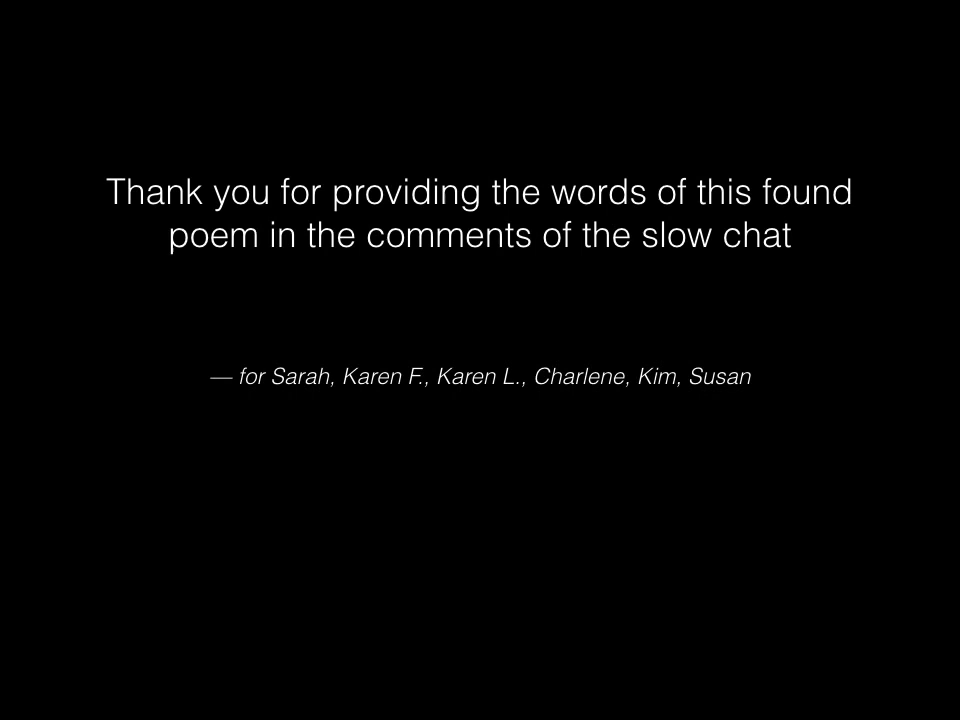 Thank you for providing the words of this found
poem in the comments of the slow chat
— for Sarah, Karen F., Karen L., Charlene, Kim, Susan